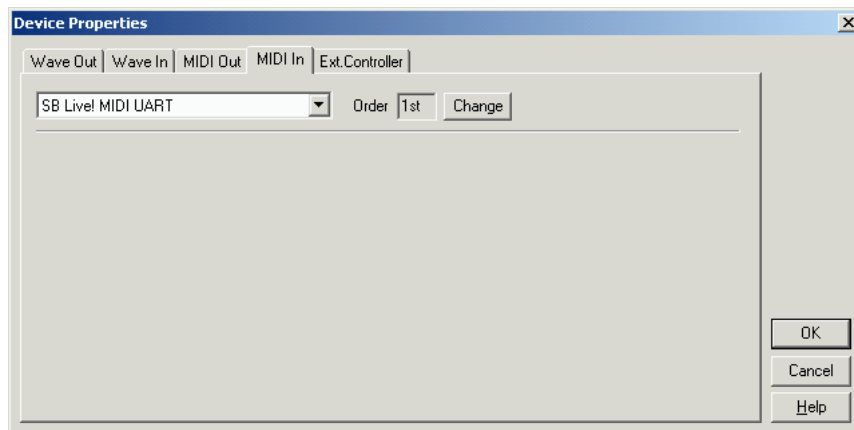 Device Properties
Wave Out Wave In MIDI Out MIDI In Ext.Controller
SB Live! MIDI UART Order 1st Change
OK
Cancel
Help